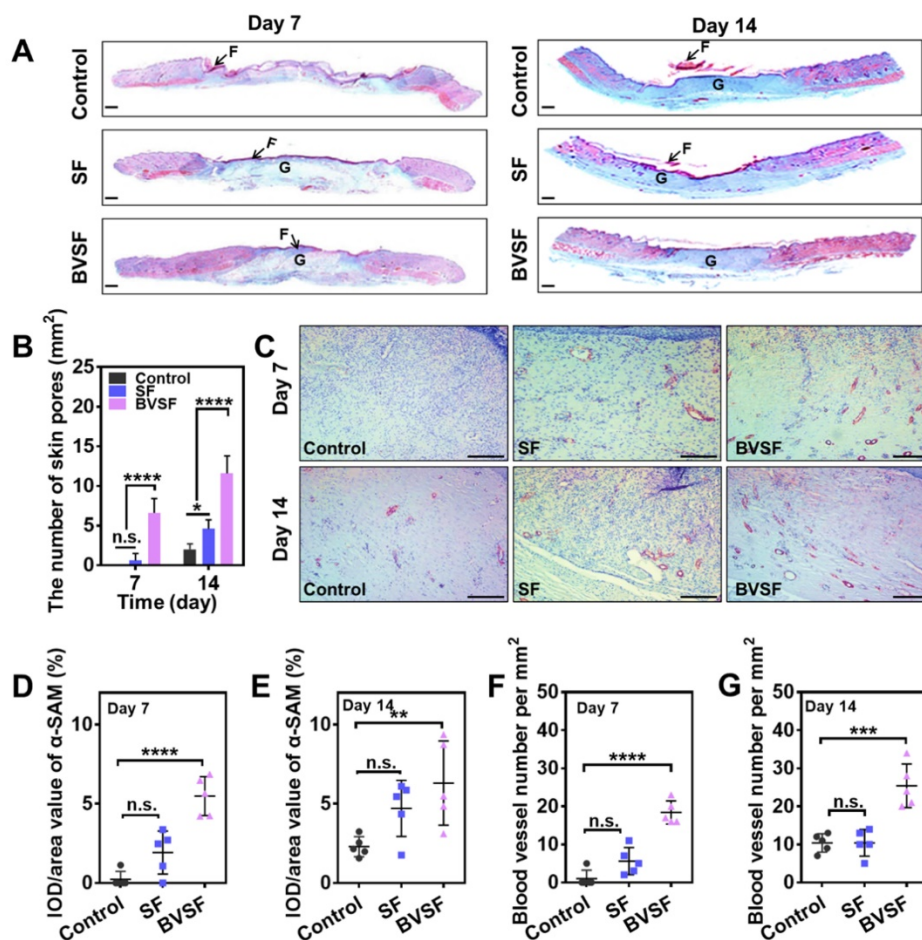 Day 7
Day 14
A
Control
F
F
G
SF
F
G
F
G
BVSF
F
G
G
B
The number of skin pores (mm²)
25
20
15
10
5
0
Control
SF
BVSF
****
****
n.s.
*
7
14
Time (day)
C
Day 7
Control
SF
BVSF
Day 14
Control
SF
BVSF
D
IOD/area value of α-SAM (%)
10
5
0
Day 7
****
n.s.
Control
SF
BVSF
E
IOD/area value of α-SAM (%)
10
5
0
Day 14
**
n.s.
Control
SF
BVSF
F
Blood vessel number per mm²
50
40
30
20
10
0
Day 7
****
n.s.
Control
SF
BVSF
G
Blood vessel number per mm²
50
40
30
20
10
0
Day 14
***
n.s.
Control
SF
BVSF